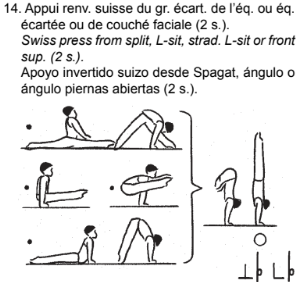 14. Appui renv. suisse du gr. écart. de l'éq. ou éq.
écartée ou de couché faciale (2 s.).
Swiss press from split, L-sit, strad. L-sit or front
sup. (2 s.).
Apoyo invertido suizo desde Spagat, ángulo o
ángulo piernas abiertas (2 s.).